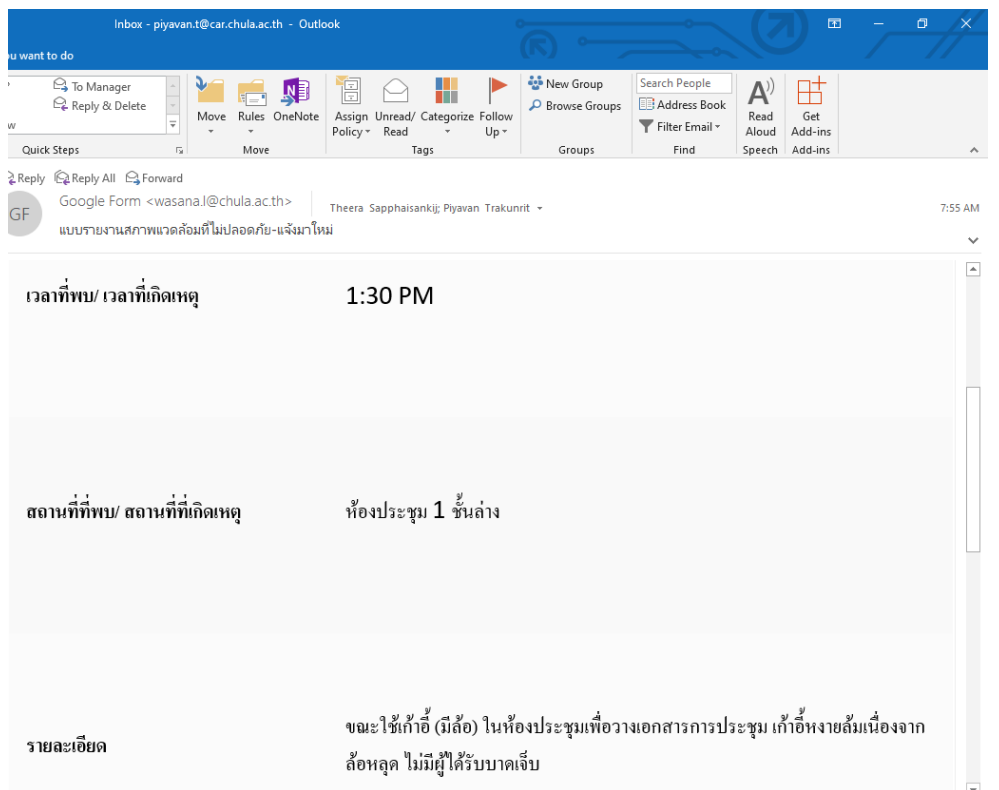 Inbox - piyavan.t@car.chula.ac.th - Outlook
ou want to do
To Manager
Reply & Delete
w
Quick Steps
Move
Rules
OneNote
Move
Assign Policy
Unread/ Read
Categorize
Follow Up
Tags
New Group
Browse Groups
Groups
Search People
Address Book
Filter Email
Find
Read Aloud
Speech
Get Add-ins
Add-ins
Reply Reply All Forward
GF
Google Form <wasana.l@chula.ac.th>
Theera Sapphaisankij; Piyavan Trakunrit
7:55 AM
แบบรายงานสภาพแวดล้อมที่ไม่ปลอดภัย-แจ้งมาใหม่
เวลาที่พบ/ เวลาที่เกิดเหตุ 1:30 PM
สถานที่ที่พบ/ สถานที่ที่เกิดเหตุ ห้องประชุม 1 ชั้นล่าง
รายละเอียด
ขณะใช้เก้าอี้ (มีล้อ) ในห้องประชุมเพื่อวางเอกสารการประชุม เก้าอี้หงายล้มเนื่องจาก
ล้อหลุด ไม่มีผู้ได้รับบาดเจ็บ